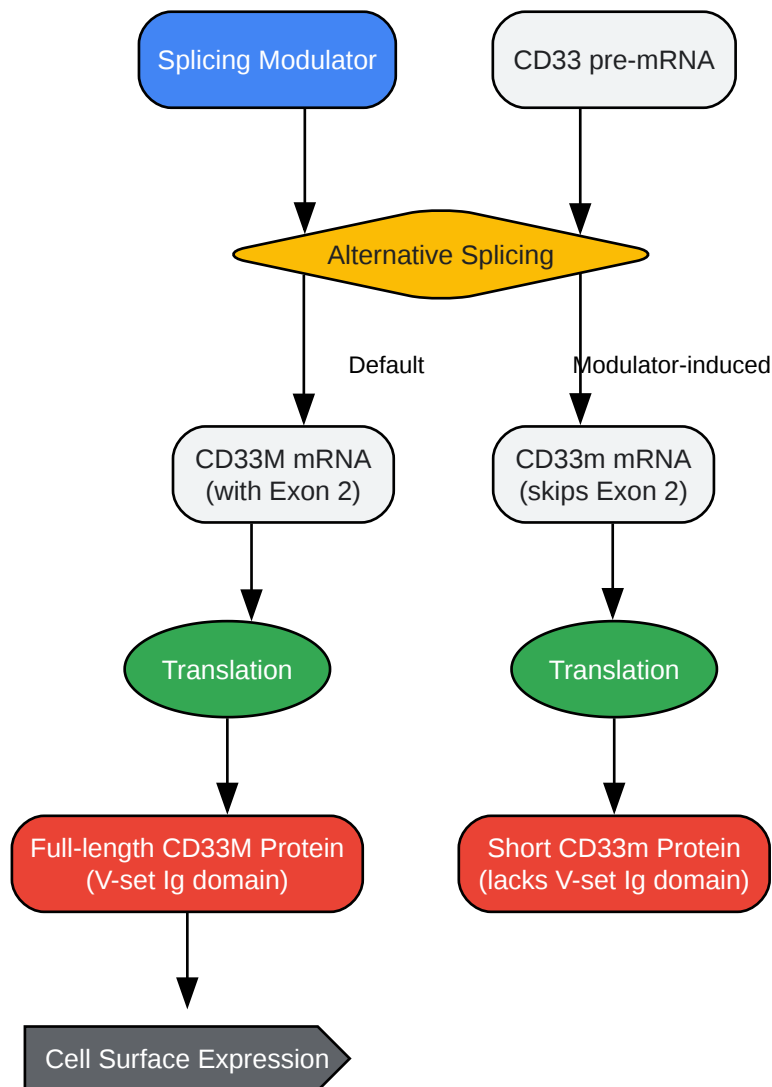 Splicing Modulator
CD33 pre-mRNA
Alternative Splicing
Default
Modulator-induced
CD33M mRNA
(with Exon 2)
CD33m mRNA
(skips Exon 2)
Translation
Translation
Full-length CD33M Protein
(V-set Ig domain)
Short CD33m Protein
(lacks V-set Ig domain)
Cell Surface Expression